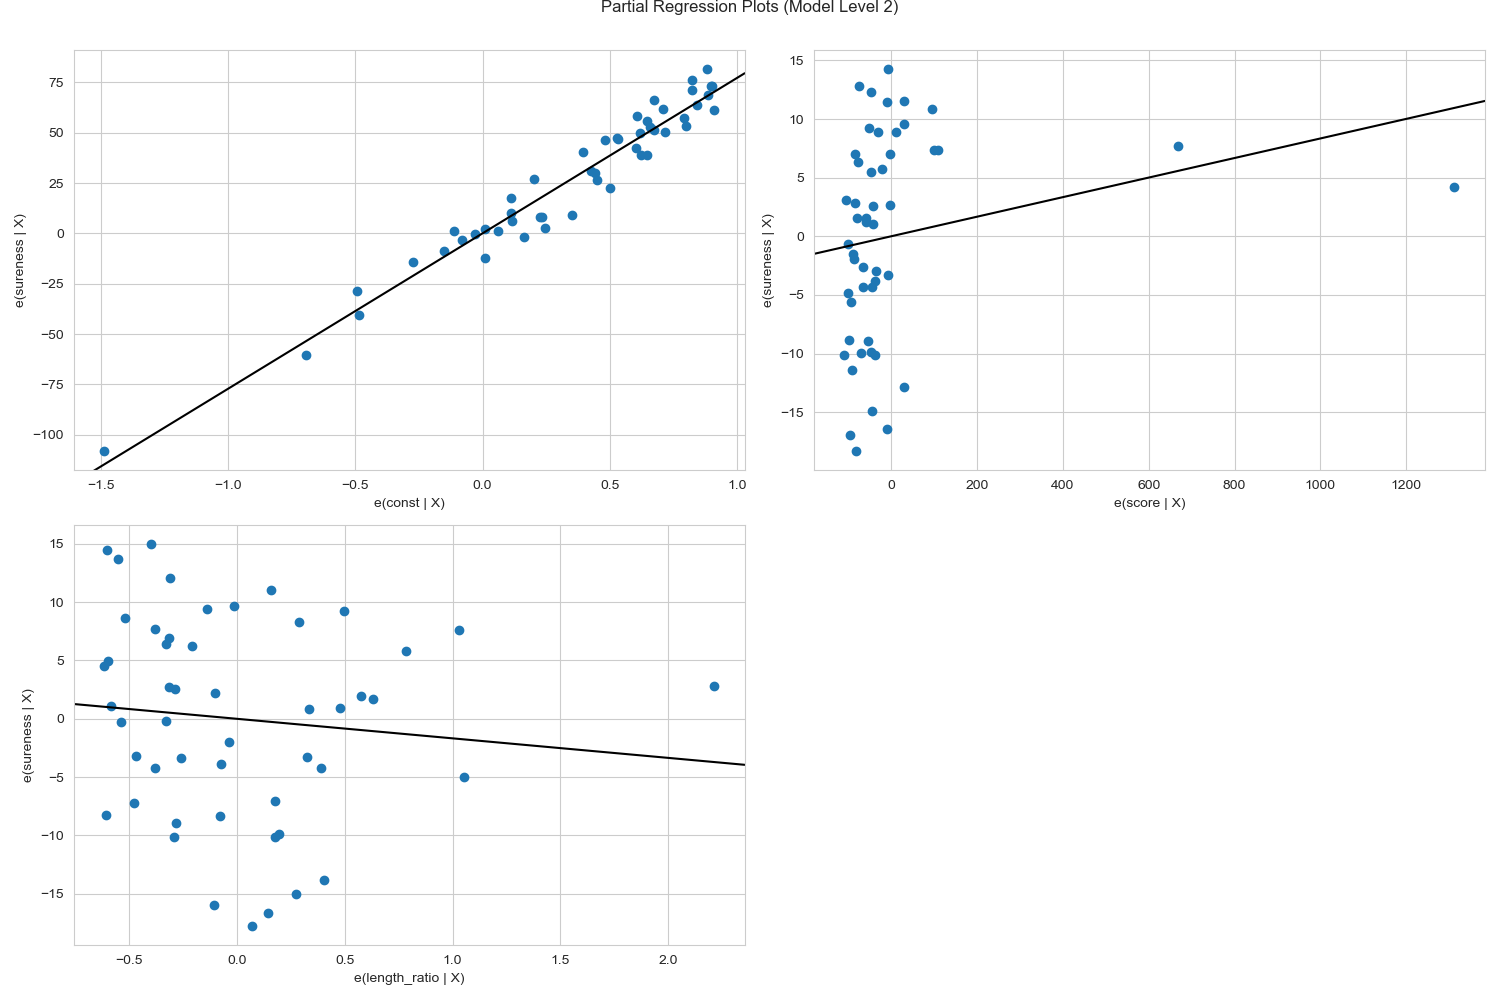 Partial Regression Plots (Model Level 2)
75
50
25
0
−25
−50
−75
−100
e(sureness | X)
−1.5 −1.0 −0.5 0.0 0.5 1.0
e(const | X)
15
10
5
0
−5
−10
−15
e(sureness | X)
0 200 400 600 800 1000 1200
e(score | X)
15
10
5
0
−5
−10
−15
e(sureness | X)
−0.5 0.0 0.5 1.0 1.5 2.0
e(length_ratio | X)